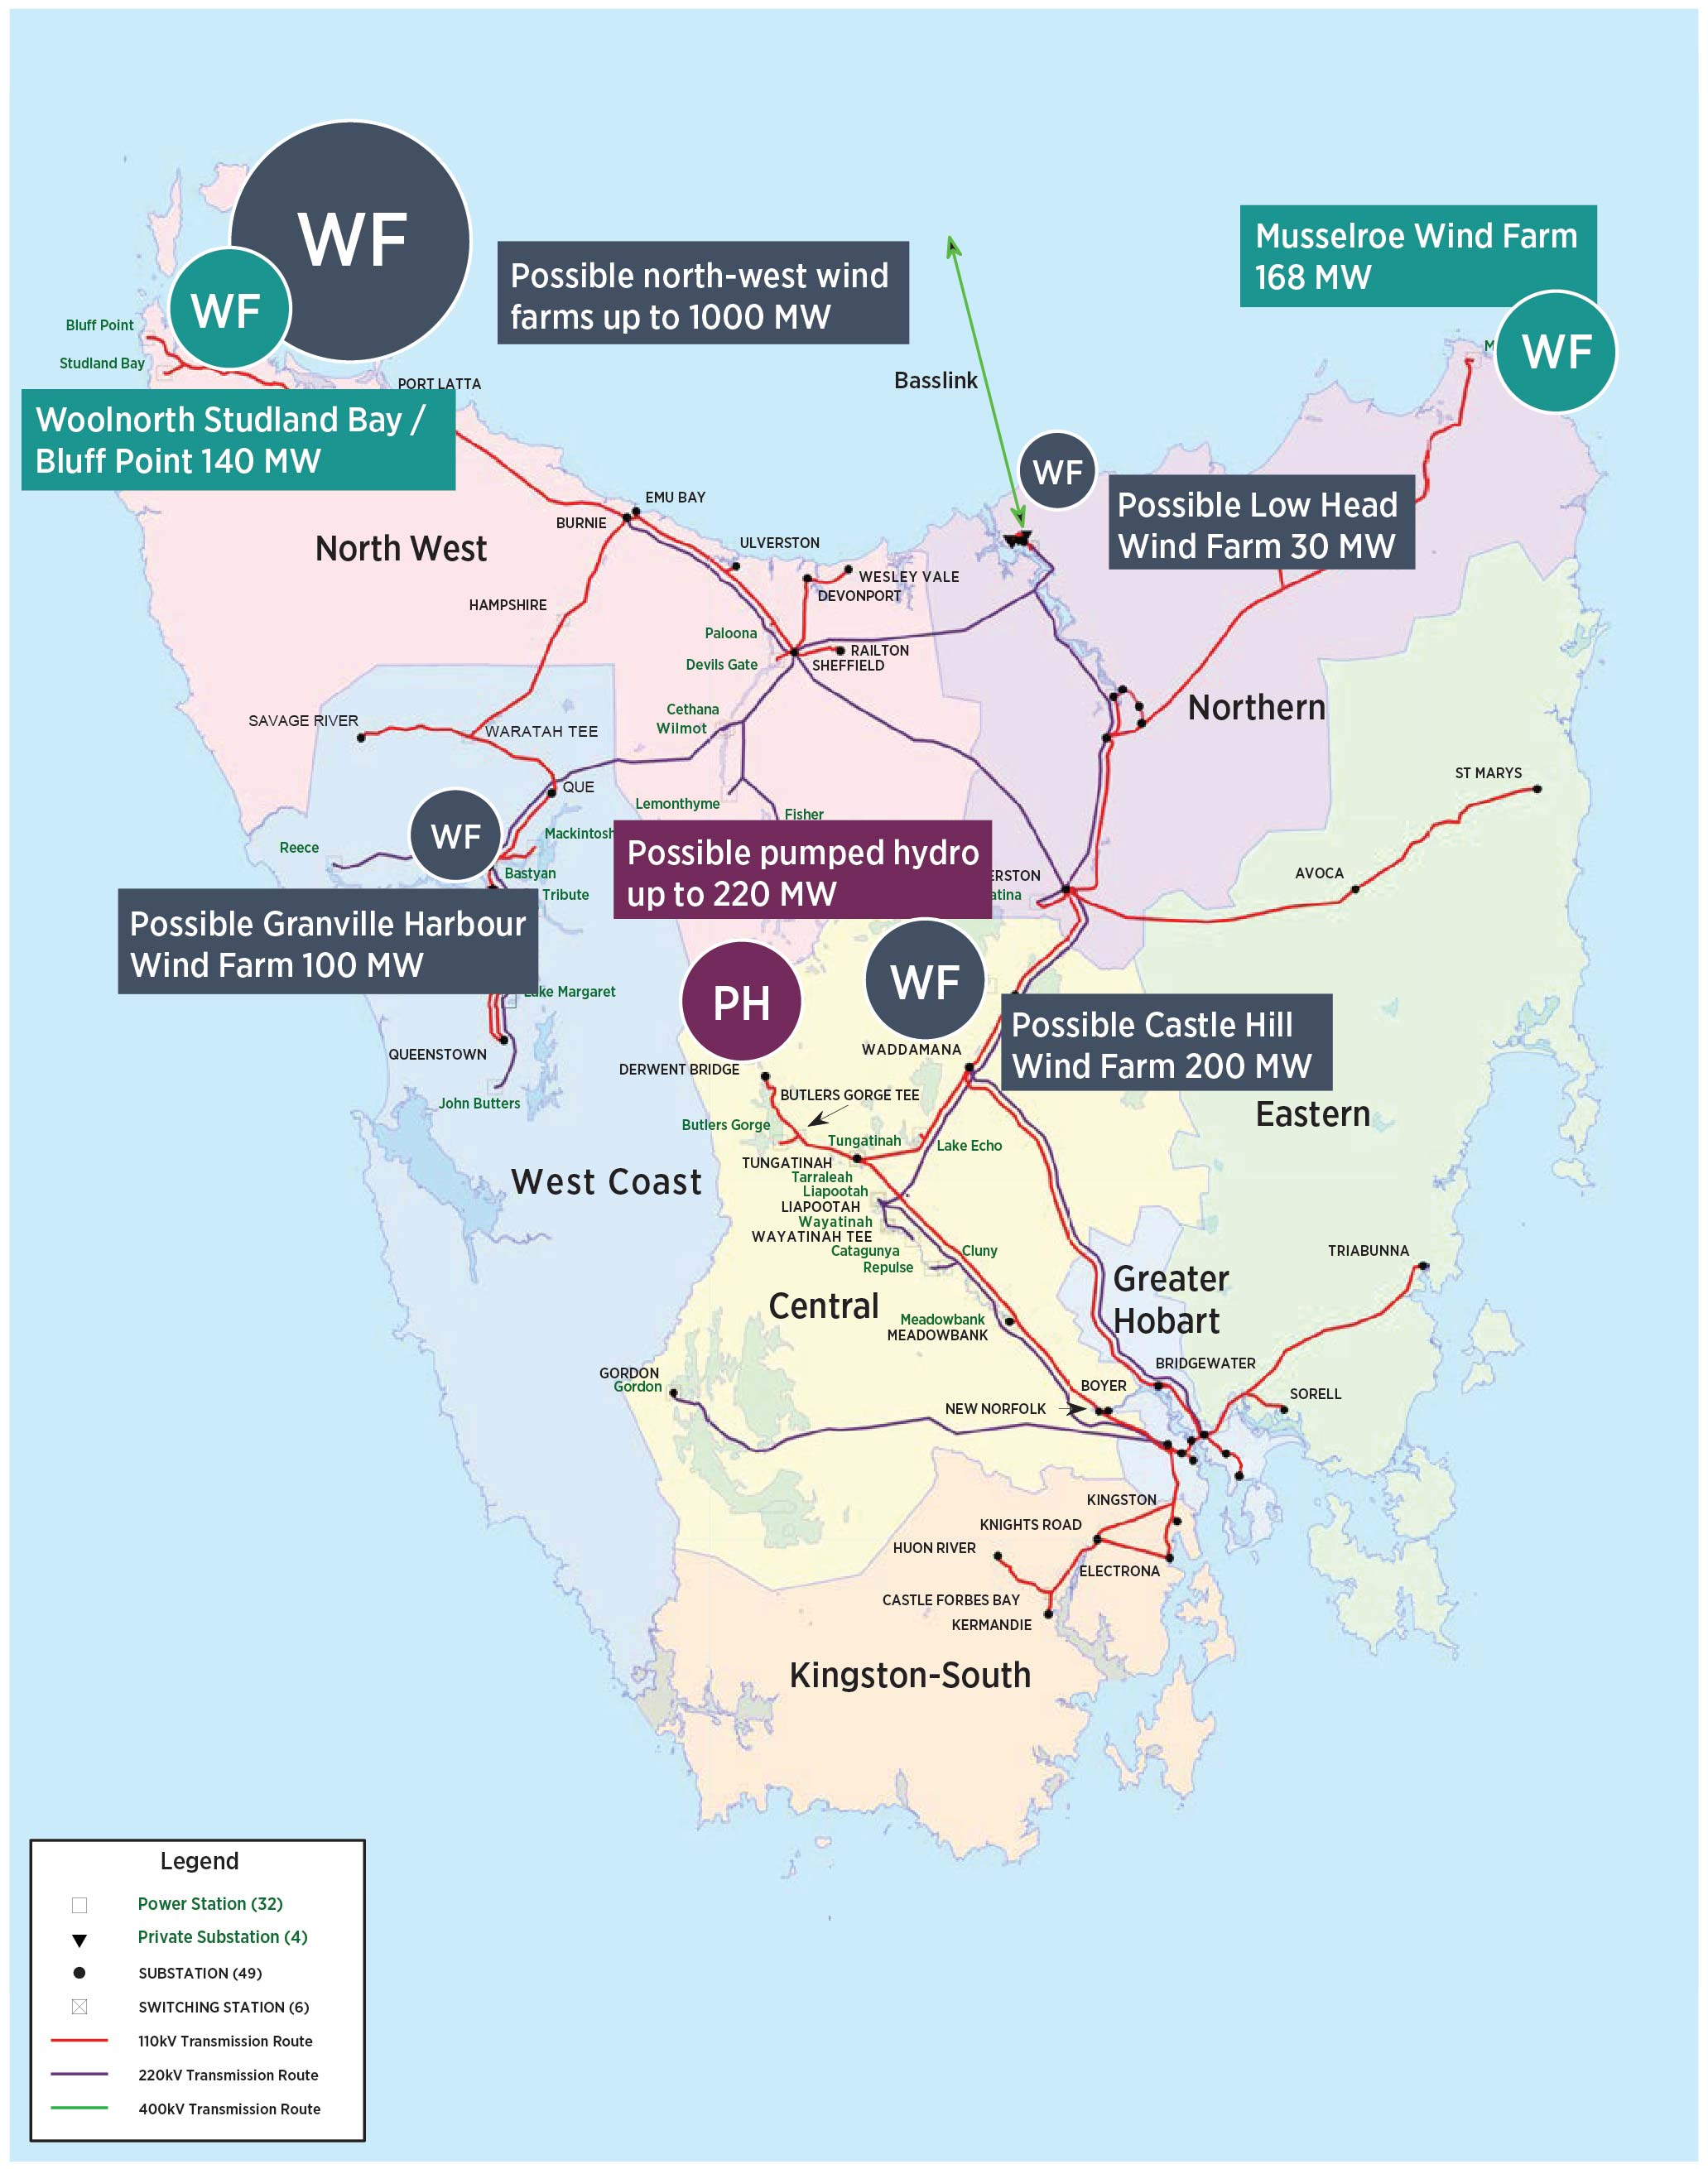 WF
WF
Possible north-west wind
farms up to 1000 MW
Musselroe Wind Farm
168 MW
WF
M
Bluff Point
Studland Bay
PORT LATTA
Basslink
Woolnorth Studland Bay /
Bluff Point 140 MW
WF
Possible Low Head
Wind Farm 30 MW
EMU BAY
BURNIE
North West
ULVERSTON
WESLEY VALE
DEVONPORT
HAMPSHIRE
Paloona
RAILTON
Devils Gate
SHEFFIELD
Cethana
Wilmot
Northern
SAVAGE RIVER
WARATAH TEE
ST MARYS
QUE
Lemonthyme
Fisher
WF
Mackintosh
Reece
Bastyan
Tribute
Possible pumped hydro
up to 220 MW
ERSTON
atina
AVOCA
Possible Granville Harbour
Wind Farm 100 MW
Lake Margaret
PH
WF
Possible Castle Hill
Wind Farm 200 MW
QUEENSTOWN
WADDAMANA
DERWENT BRIDGE
BUTLERS GORGE TEE
John Butters
Butlers Gorge
Eastern
Tungatinah
Lake Echo
TUNGATINAH
West Coast
Tarraleah
Liapootah
LIAPOOTAH
Wayatinah
WAYATINAH TEE
Catagunya
Cluny
Repulse
TRIABUNNA
Greater
Hobart
Central
Meadowbank
MEADOWBANK
BRIDGEWATER
GORDON
Gordon
BOYER
SORELL
NEW NORFOLK
KINGSTON
KNIGHTS ROAD
HUON RIVER
ELECTRONA
CASTLE FORBES BAY
KERMANDIE
Kingston-South
Legend
Power Station (32)
Private Substation (4)
SUBSTATION (49)
SWITCHING STATION (6)
110kV Transmission Route
220kV Transmission Route
400kV Transmission Route